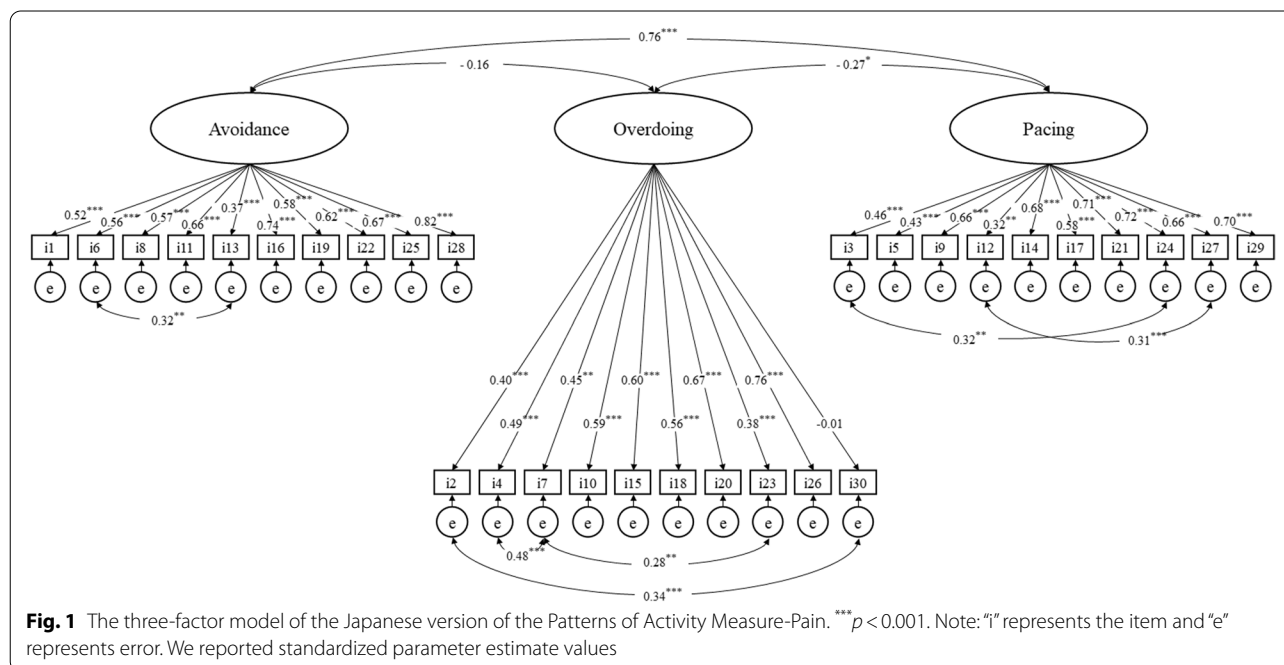 0.76***
- 0.16
- 0.27*
Avoidance
Overdoing
Pacing
0.52*** 0.56*** 0.57*** 0.66*** 0.37*** 0.74*** 0.58*** 0.62*** 0.67*** 0.82***
i1 i6 i8 i11 i13 i16 i19 i22 i25 i28
e e e e e e e e e e
0.32**
0.46*** 0.43*** 0.66*** 0.32** 0.68*** 0.58*** 0.71*** 0.72*** 0.66*** 0.70***
i3 i5 i9 i12 i14 i17 i21 i24 i27 i29
e e e e e e e e e e
0.32** 0.31***
0.40*** 0.45** 0.60*** 0.67*** 0.76***
0.49*** 0.59*** 0.56*** 0.38*** -0.01
i2 i4 i7 i10 i15 i18 i20 i23 i26 i30
e e e e e e e e e e
0.48*** 0.28**
0.34***
Fig. 1 The three-factor model of the Japanese version of the Patterns of Activity Measure-Pain. ***p < 0.001. Note: “i” represents the item and “e”
represents error. We reported standardized parameter estimate values